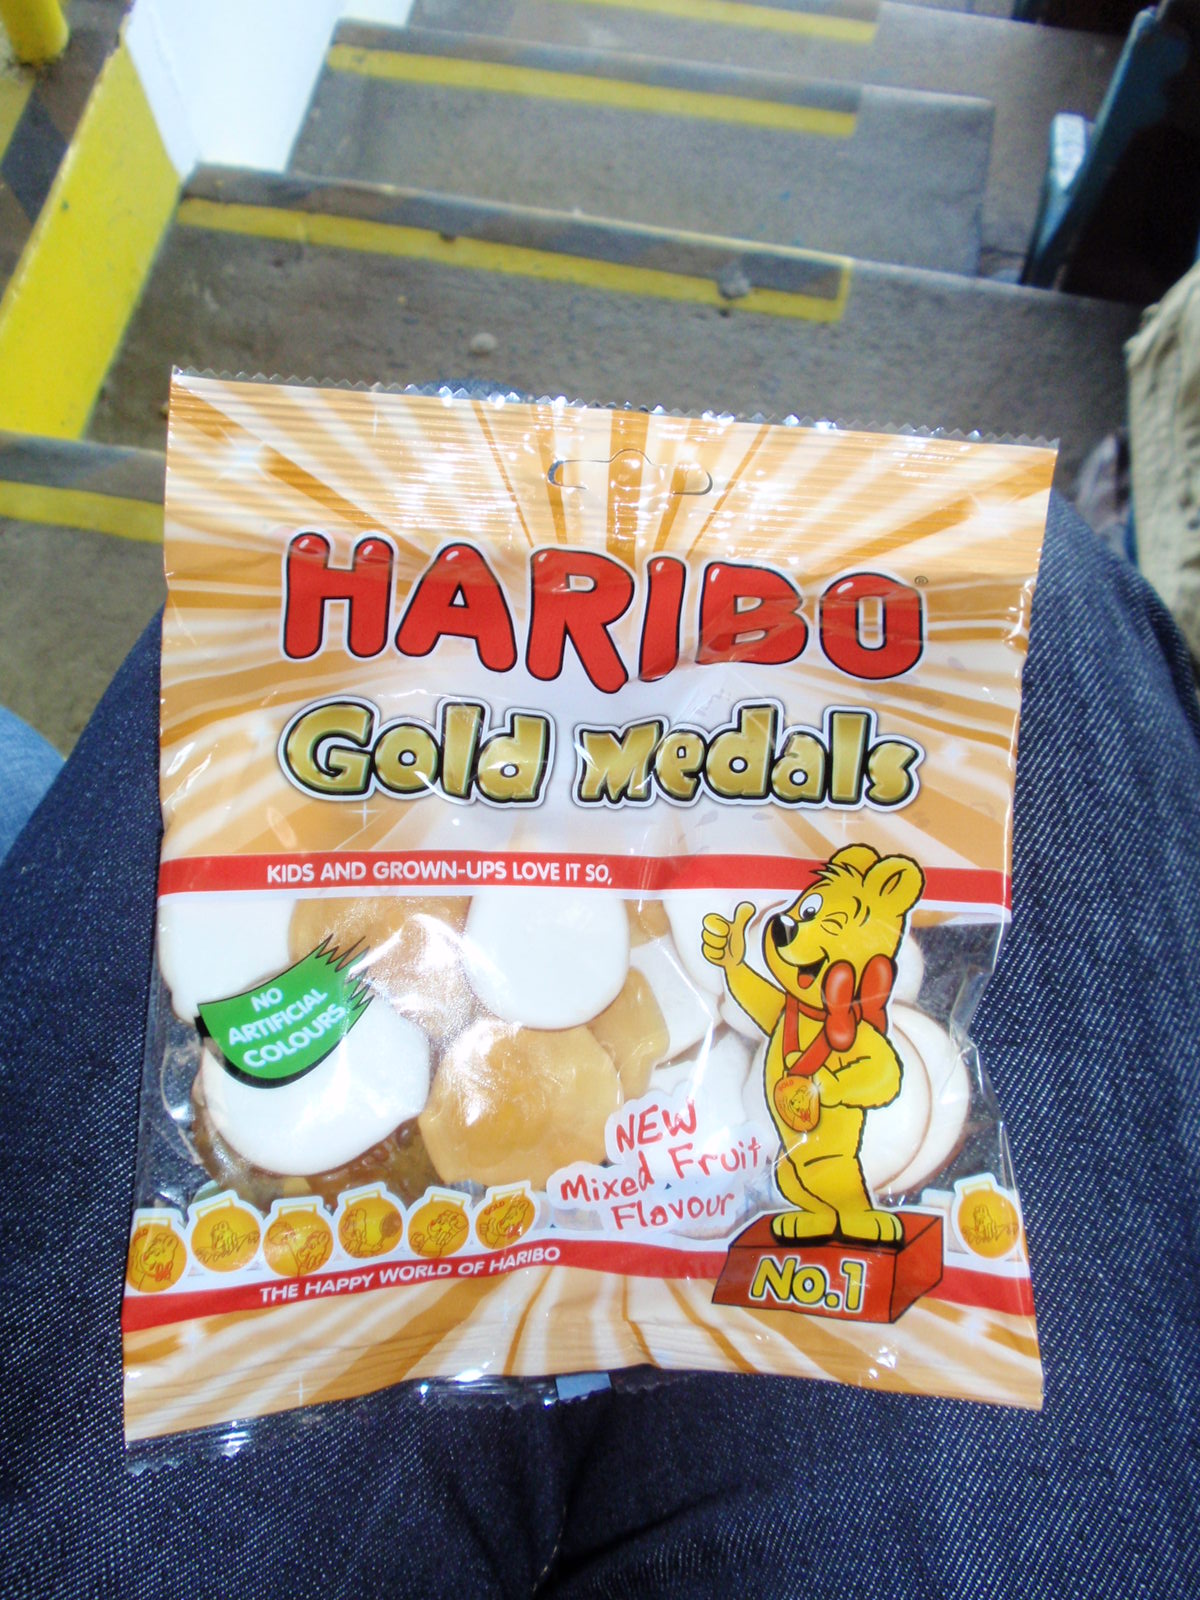 HARIBO®
Gold Medals
KIDS AND GROWN-UPS LOVE IT SO,
NO
ARTIFICIAL
COLOURS
NEW
Mixed Fruit
Flavour
GOLD
No.1
THE HAPPY WORLD OF HARIBO